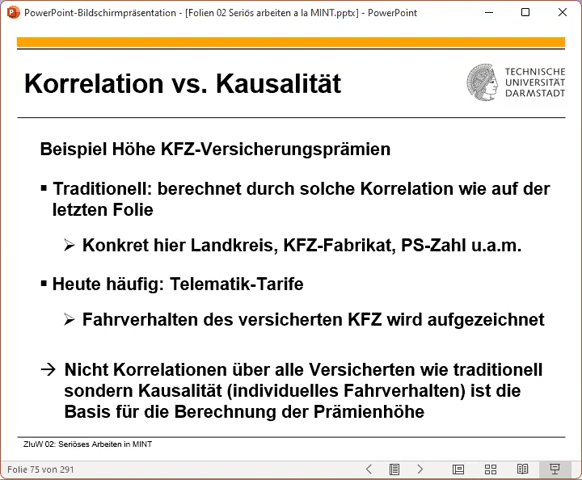 PowerPoint-Bildschirmpräsentation - [Folien 02 Seriös arbeiten a la MINT.pptx] - PowerPoint
Korrelation vs. Kausalität
TECHNISCHE
UNIVERSITÄT
DARMSTADT
Beispiel Höhe KFZ-Versicherungsprämien
▪ Traditionell: berechnet durch solche Korrelation wie auf der
letzten Folie
➢ Konkret hier Landkreis, KFZ-Fabrikat, PS-Zahl u.a.m.
▪ Heute häufig: Telematik-Tarife
➢ Fahrverhalten des versicherten KFZ wird aufgezeichnet
→ Nicht Korrelationen über alle Versicherten wie traditionell
sondern Kausalität (individuelles Fahrverhalten) ist die
Basis für die Berechnung der Prämienhöhe
ZIuW 02: Seriöses Arbeiten in MINT
Folie 75 von 291